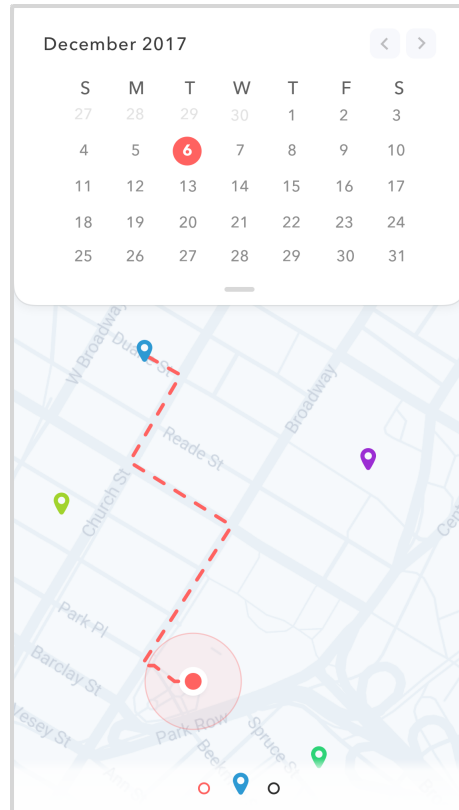 December 2017
S M T W T F S
27 28 29 30 1 2 3
4 5 6 7 8 9 10
11 12 13 14 15 16 17
18 19 20 21 22 23 24
25 26 27 28 29 30 31
W Broadway
Duane St
Broadway
Reade St
Church St
Park Pl
Barclay St
Vesey St
Park Row
Spruce St